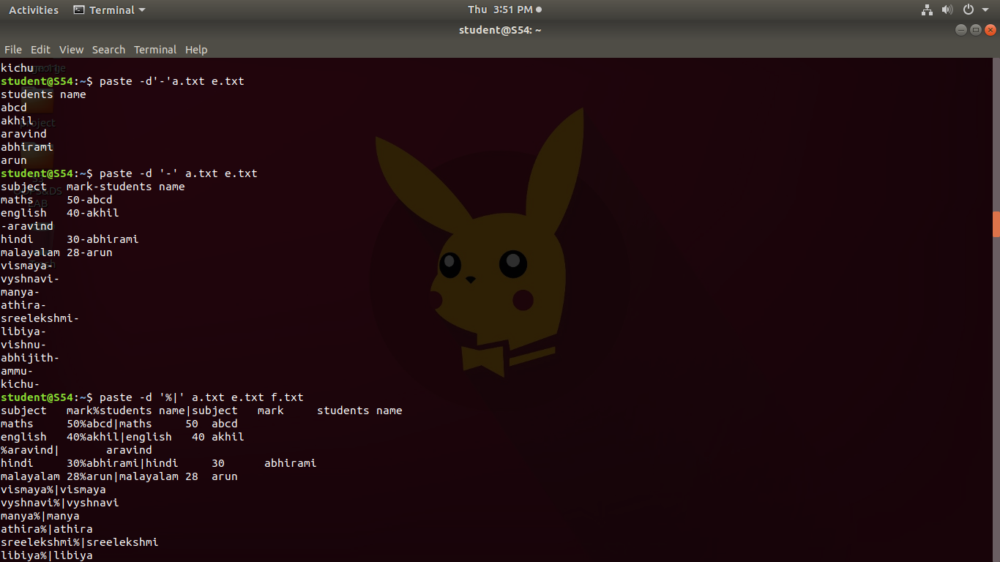 Activities Terminal Thu 3:51 PM
student@S54: ~
File Edit View Search Terminal Help
kichu
student@S54:~$ paste -d'-'a.txt e.txt
students name
abcd
akhil
project
aravind
abhirami
arun
student@S54:~$ paste -d '-' a.txt e.txt
subject   mark-students name
maths     50-abcd
LAB
english   40-akhil
-aravind
hindi     30-abhirami
malayalam 28-arun
vismaya-
vyshnavi-
manya-
athira-
sreelekshmi-
libiya-
vishnu-
abhijith-
ammu-
kichu-
student@S54:~$ paste -d '%|' a.txt e.txt f.txt
subject   mark%students name|subject   mark     students name
maths     50%abcd|maths     50  abcd
english   40%akhil|english   40 akhil
%aravind|       aravind
hindi     30%abhirami|hindi     30      abhirami
malayalam 28%arun|malayalam 28  arun
vismaya%|vismaya
vyshnavi%|vyshnavi
manya%|manya
athira%|athira
sreelekshmi%|sreelekshmi
libiya%|libiya